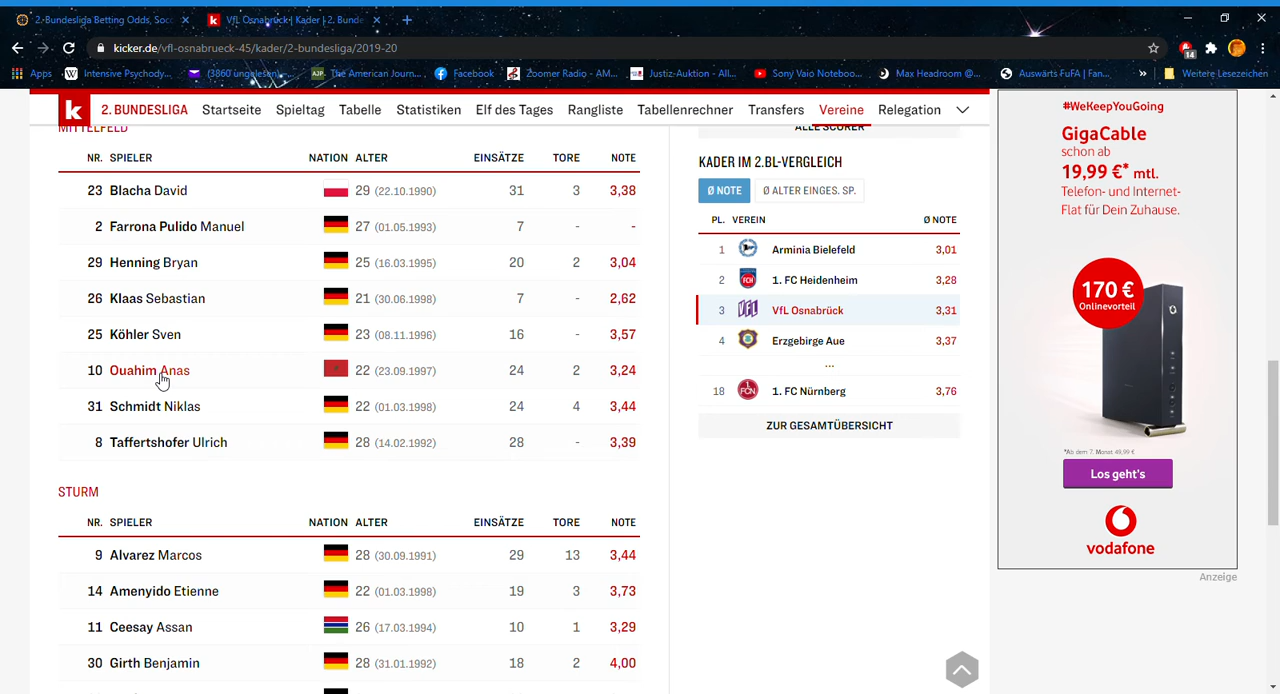 2. Bundesliga Betting Odds, Socc
VfL Osnabrück | Kader | 2. Bunde
kicker.de/vfl-osnabrueck-45/kader/2-bundesliga/2019-20
14
Apps
Intensive Psychody...
(3860 ungelesen)
The American Journ...
Facebook
Zoomer Radio - AM...
Justiz-Auktion - All...
Sony Vaio Noteboo...
Max Headroom @...
Auswärts FuFA | Fan...
»
Weitere Lesezeichen
k
2. BUNDESLIGA
Startseite
Spieltag
Tabelle
Statistiken
Elf des Tages
Rangliste
Tabellenrechner
Transfers
Vereine
Relegation
MITTELFELD
NR. SPIELER NATION ALTER EINSÄTZE TORE NOTE
23 Blacha David 29 (22.10.1990) 31 3 3,38
2 Farrona Pulido Manuel 27 (01.05.1993) 7 - -
29 Henning Bryan 25 (16.03.1995) 20 2 3,04
26 Klaas Sebastian 21 (30.06.1998) 7 - 2,62
25 Köhler Sven 23 (08.11.1996) 16 - 3,57
10 Ouahim Anas 22 (23.09.1997) 24 2 3,24
31 Schmidt Niklas 22 (01.03.1998) 24 4 3,44
8 Taffertshofer Ulrich 28 (14.02.1992) 28 - 3,39
STURM
NR. SPIELER NATION ALTER EINSÄTZE TORE NOTE
9 Alvarez Marcos 28 (30.09.1991) 29 13 3,44
14 Amenyido Etienne 22 (01.03.1998) 19 3 3,73
11 Ceesay Assan 26 (17.03.1994) 10 1 3,29
30 Girth Benjamin 28 (31.01.1992) 18 2 4,00
ALLE SCORER
KADER IM 2.BL-VERGLEICH
Ø NOTE
Ø ALTER EINGES. SP.
PL. VEREIN Ø NOTE
1 Arminia Bielefeld 3,01
2 1. FC Heidenheim 3,28
3 VfL Osnabrück 3,31
4 Erzgebirge Aue 3,37
...
18 1. FC Nürnberg 3,76
ZUR GESAMTÜBERSICHT
#WeKeepYouGing
GigaCable
schon ab
19,99 €* mtl.
Telefon- und Internet-
Flat für Dein Zuhause.
170 €
Onlinevorteil
*Ab dem 7. Monat 49,99 €
Los geht's
vodafone
Anzeige